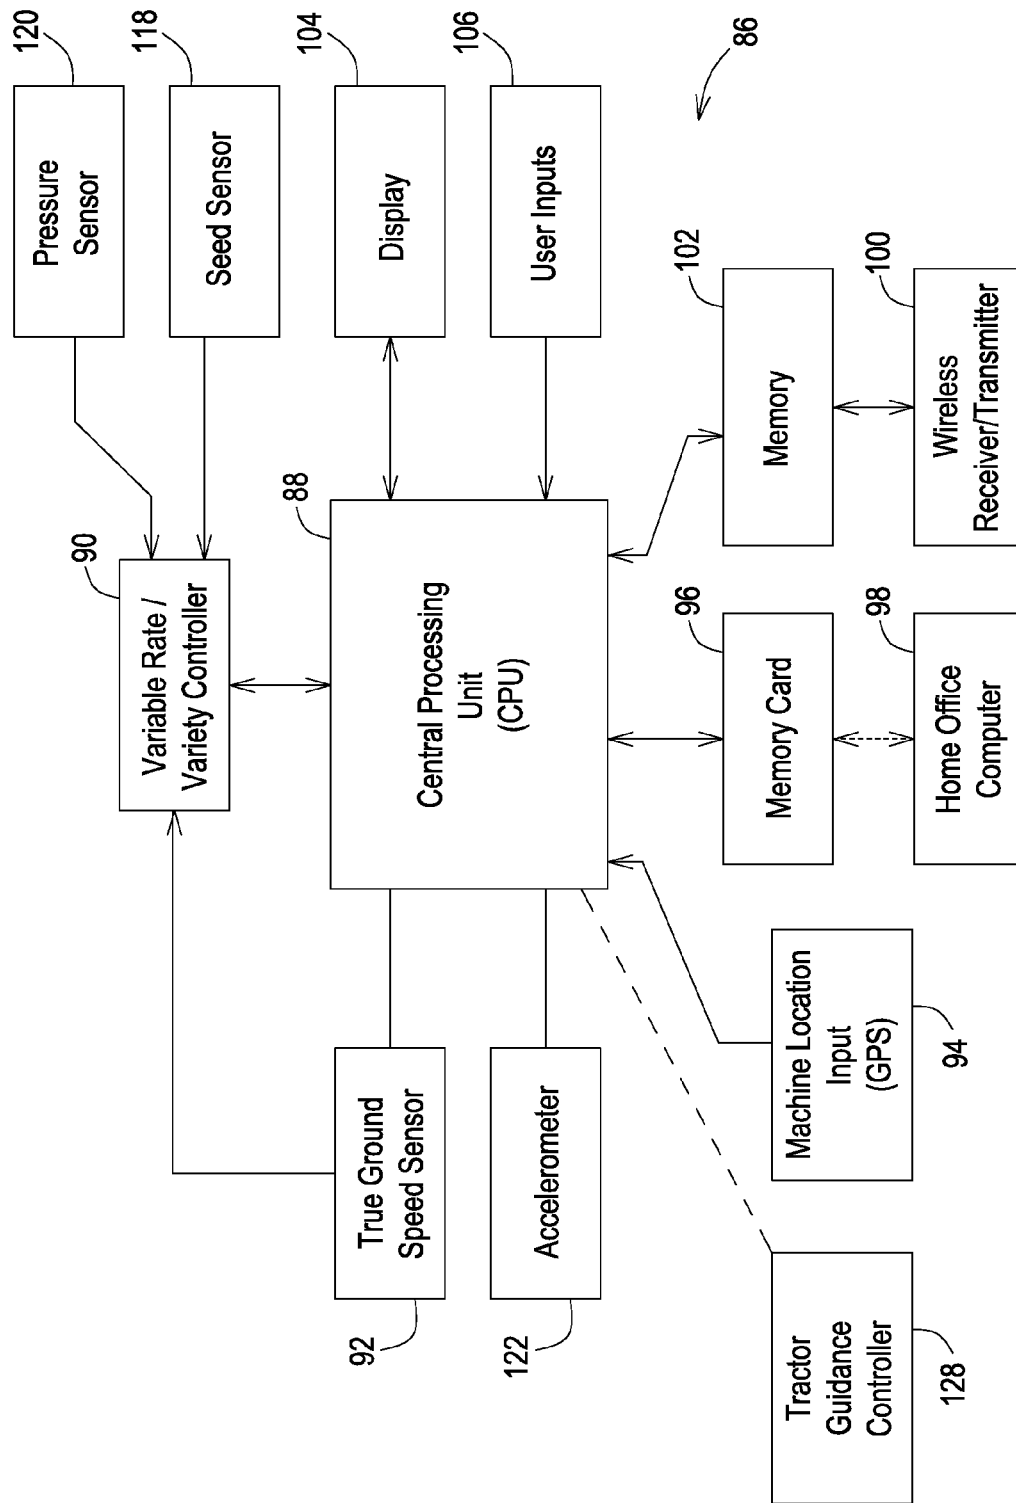 120
Pressure
Sensor
118
Seed Sensor
104
Display
106
User Inputs
86
90
Variable Rate /
Variety Controller
88
Central Processing
Unit
(CPU)
102
Memory
100
Wireless
Receiver/Transmitter
96
Memory Card
98
Home Office
Computer
True Ground
Speed Sensor
92
Accelerometer
122
Machine Location
Input
(GPS)
94
Tractor
Guidance
Controller
128